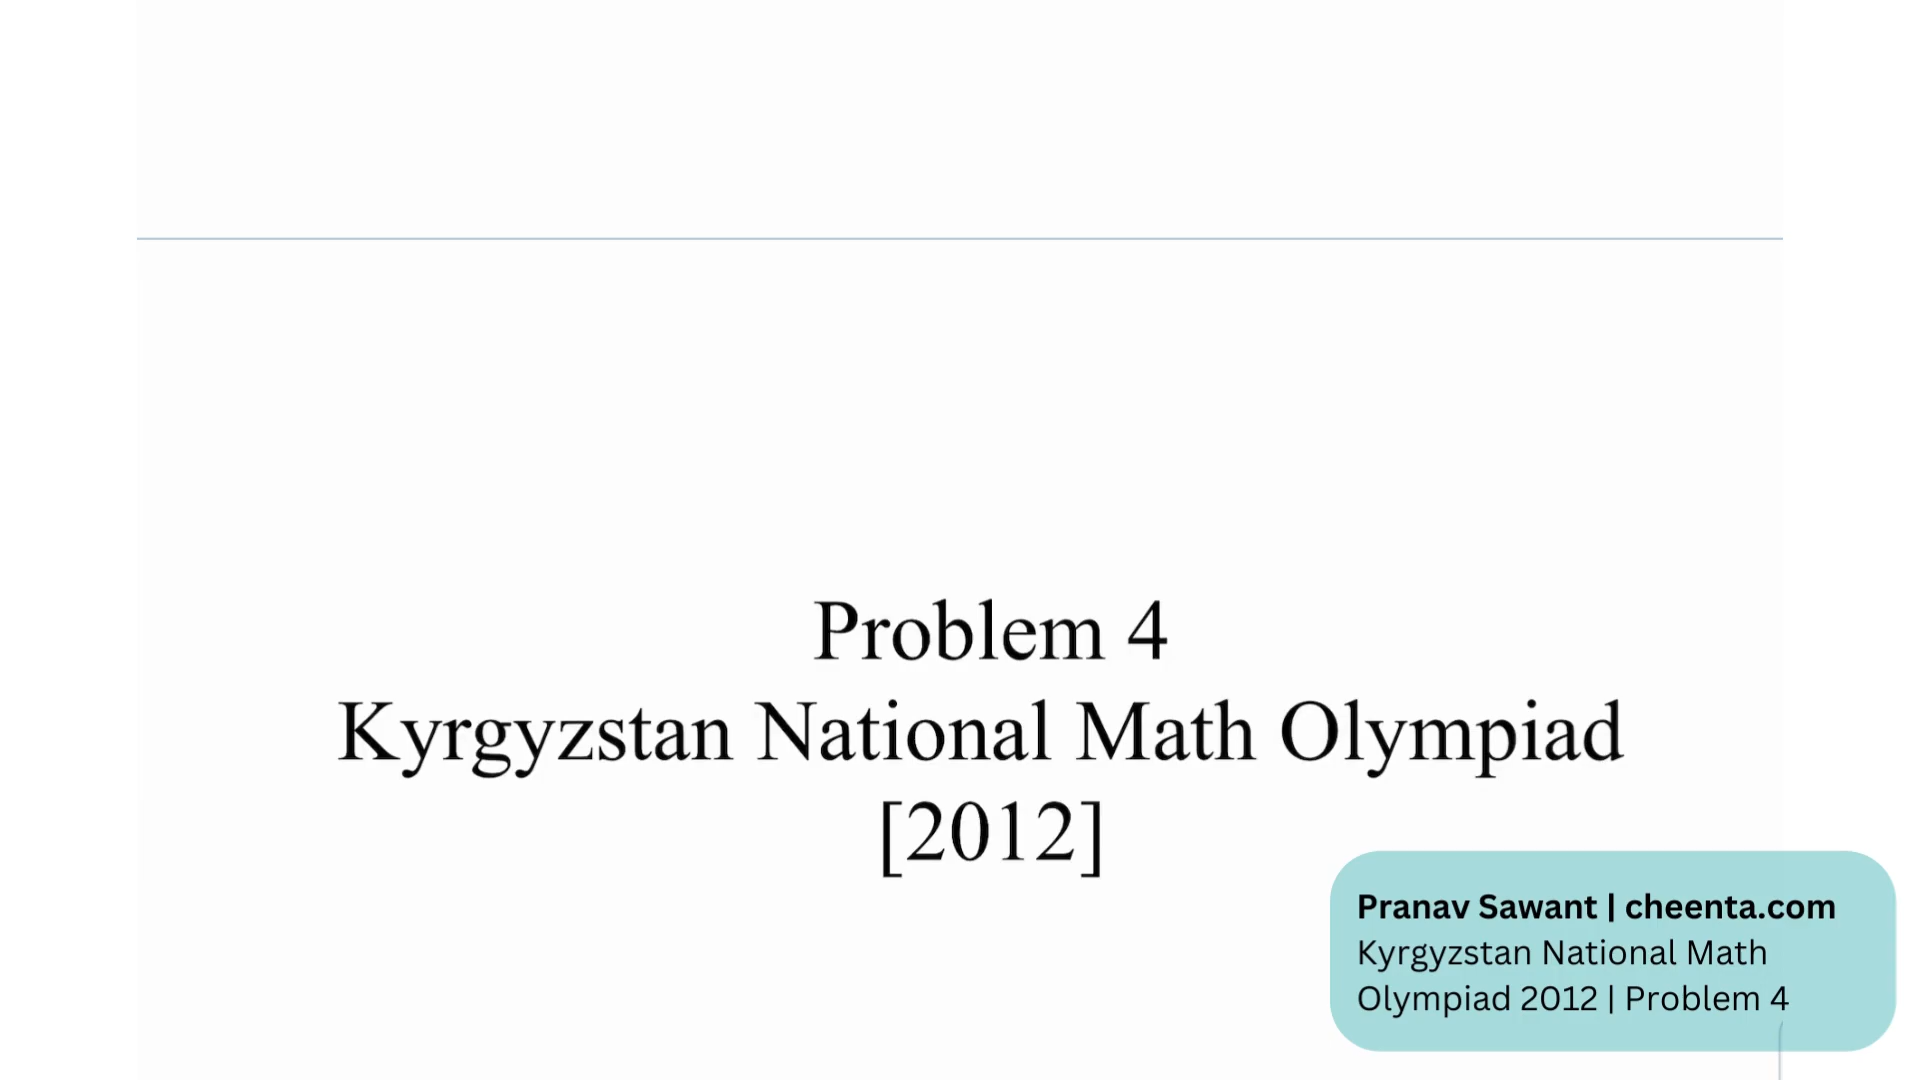 Problem 4
Kyrgyzstan National Math Olympiad
[2012]
Pranav Sawant | cheenta.com
Kyrgyzstan National Math
Olympiad 2012 | Problem 4